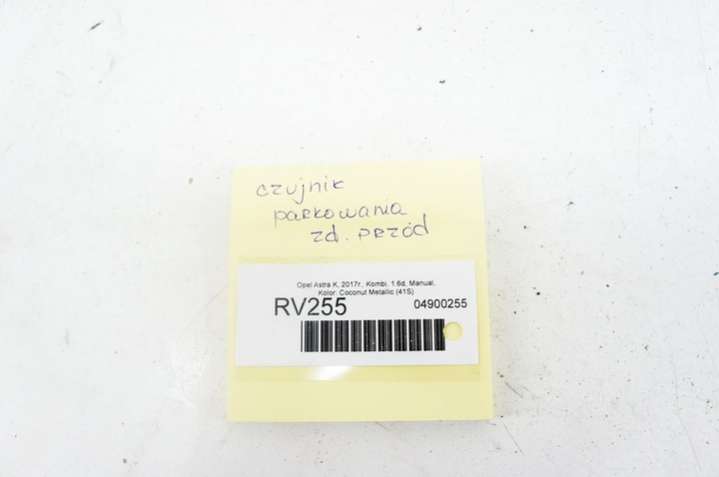 czujnik
parkowania
zd. przód
Opel Astra K, 2017r., Kombi, 1.6d, Manual,
Kolor: Coconut Metallic (41S)
RV255 04900255